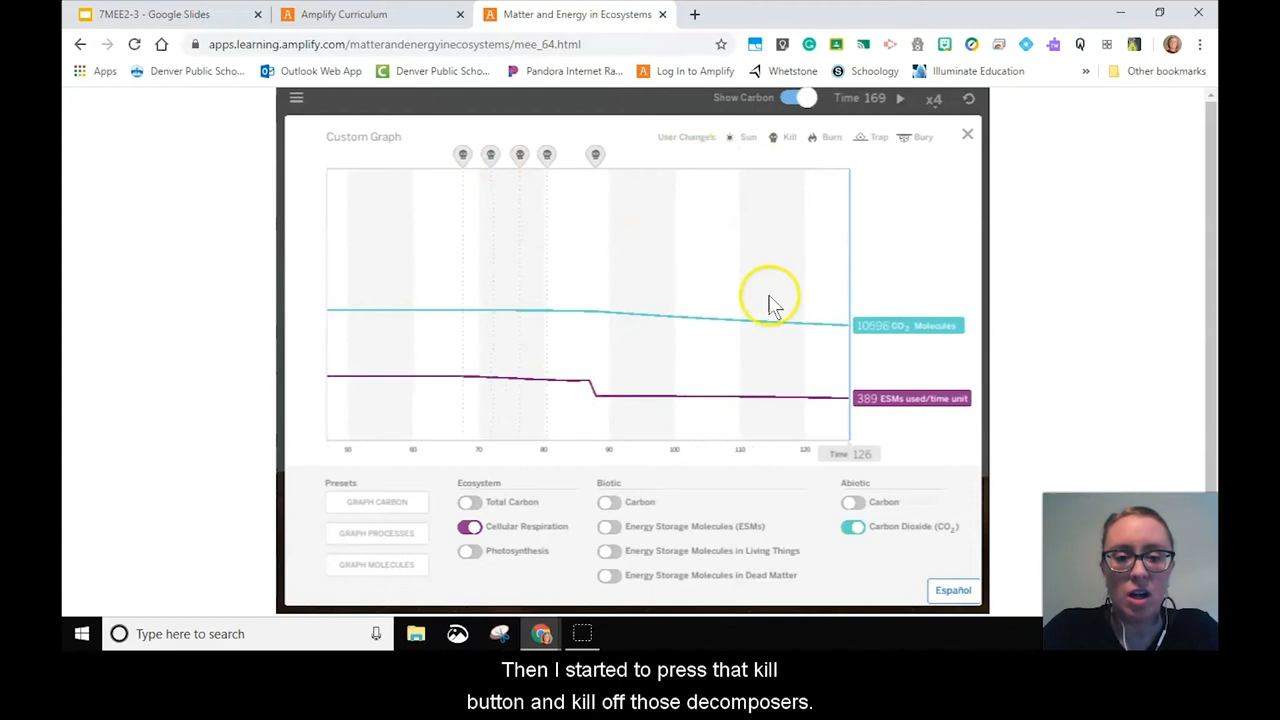 7MEE2-3 - Google Slides
Amplify Curriculum
Matter and Energy in Ecosystems
apps.learning.amplify.com/matterandenergyinecosystems/mee_64.html
Apps
Denver Public Scho...
Outlook Web App
Denver Public Scho...
Pandora Internet Ra...
Log In to Amplify
Whetstone
Schoology
Illuminate Education
Other bookmarks
Show Carbon
Time 169
x4
Custom Graph
User Changes:
Sun
Kill
Burn
Trap
Bury
10596 CO₂ Molecules
389 ESMs used/time unit
50 60 70 80 90 100 110 120
Time 126
Presets
GRAPH CARBON
GRAPH PROCESSES
GRAPH MOLECULES
Ecosystem
Total Carbon
Cellular Respiration
Photosynthesis
Biotic
Carbon
Energy Storage Molecules (ESMs)
Energy Storage Molecules in Living Things
Energy Storage Molecules in Dead Matter
Abiotic
Carbon
Carbon Dioxide (CO₂)
Español
Type here to search
Then I started to press that kill
button and kill off those decomposers.